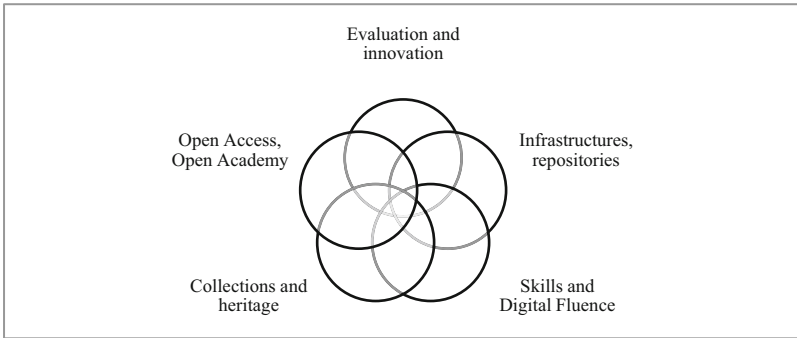 Evaluation and
innovation
Open Access,
Open Academy
Infrastructures,
repositories
Collections and
heritage
Skills and
Digital Fluence